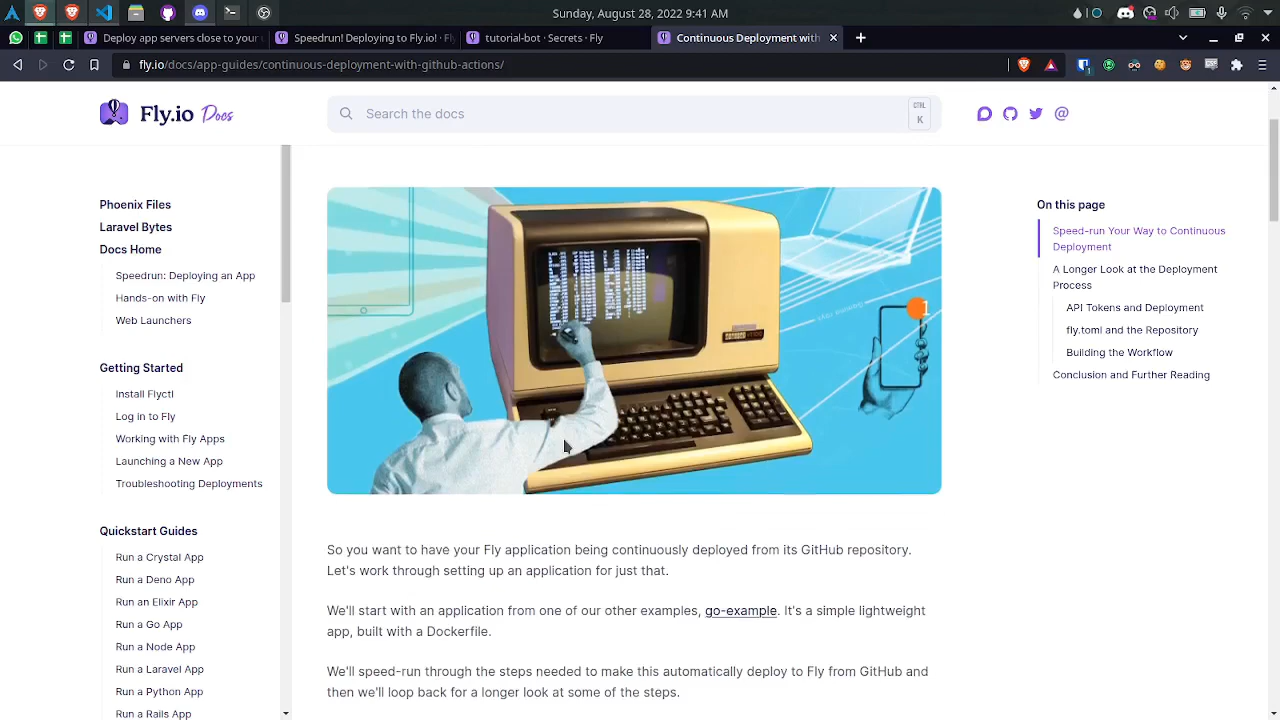 Sunday, August 28, 2022 9:41 AM
Deploy app servers close to your
Speedrun! Deploying to Fly.io! · Fly
tutorial-bot · Secrets · Fly
Continuous Deployment with
fly.io/docs/app-guides/continuous-deployment-with-github-actions/
Fly.io Docs
Search the docs
CTRL
K
Phoenix Files
Laravel Bytes
Docs Home
Speedrun: Deploying an App
Hands-on with Fly
Web Launchers
Getting Started
Install Flyctl
Log in to Fly
Working with Fly Apps
Launching a New App
Troubleshooting Deployments
Quickstart Guides
Run a Crystal App
Run a Deno App
Run an Elixir App
Run a Go App
Run a Node App
Run a Laravel App
Run a Python App
Run a Rails App
1
So you want to have your Fly application being continuously deployed from its GitHub repository.
Let's work through setting up an application for just that.
We'll start with an application from one of our other examples, go-example. It's a simple lightweight
app, built with a Dockerfile.
We'll speed-run through the steps needed to make this automatically deploy to Fly from GitHub and
then we'll loop back for a longer look at some of the steps.
On this page
Speed-run Your Way to Continuous
Deployment
A Longer Look at the Deployment
Process
API Tokens and Deployment
fly.toml and the Repository
Building the Workflow
Conclusion and Further Reading